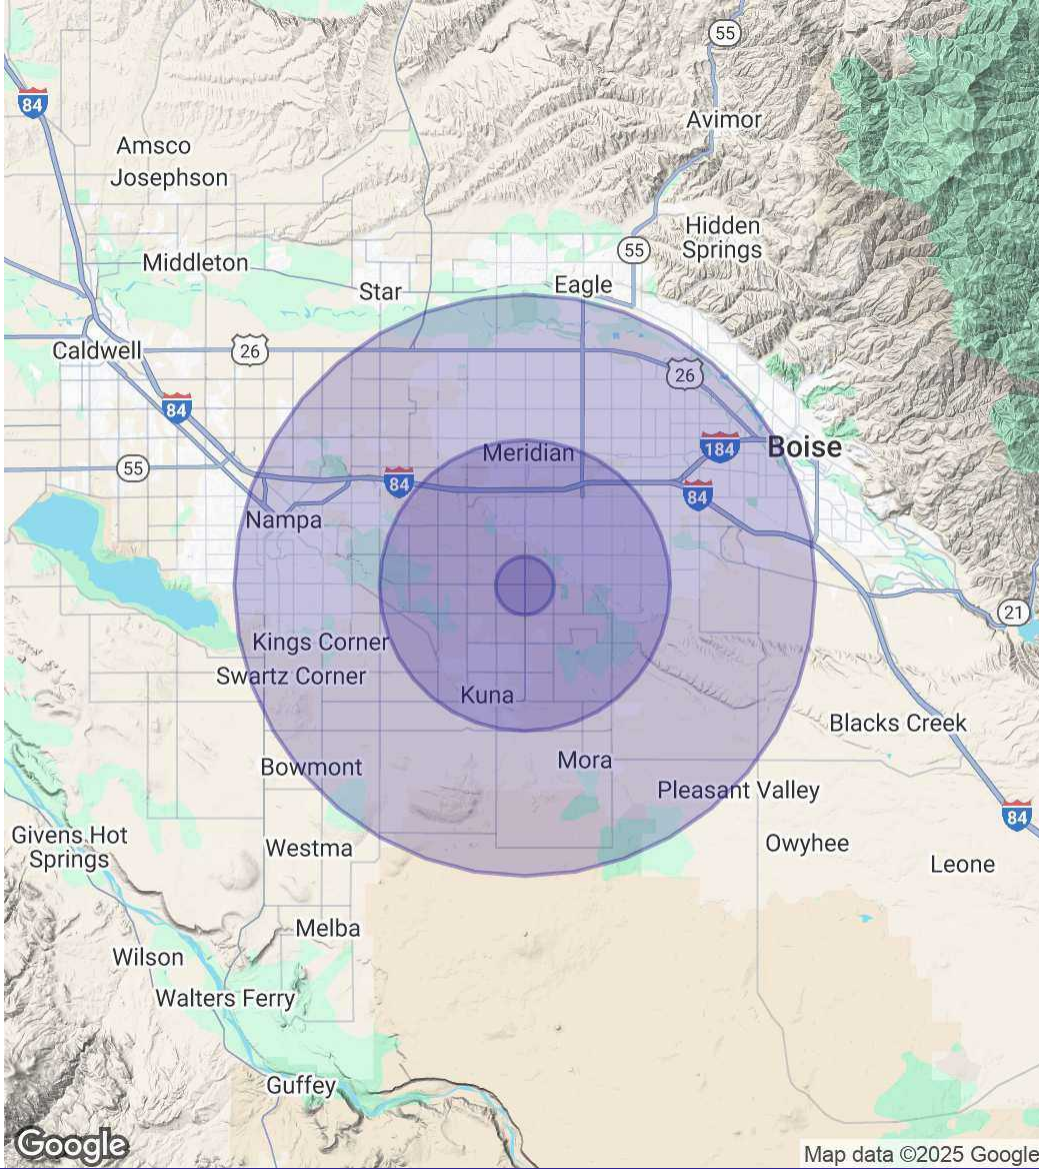 55
84
Avimor
Amsco
Josephson
Hidden
Springs
55
Middleton
Star
Eagle
Caldwell
26
26
84
Boise
184
Meridian
55
84
84
Nampa
21
Kings Corner
Swartz Corner
Kuna
Blacks Creek
Mora
Bowmont
Pleasant Valley
84
Givens Hot
Springs
Westma
Owyhee
Leone
Melba
Wilson
Walters Ferry
Guffey
Google
Map data ©2025 Google